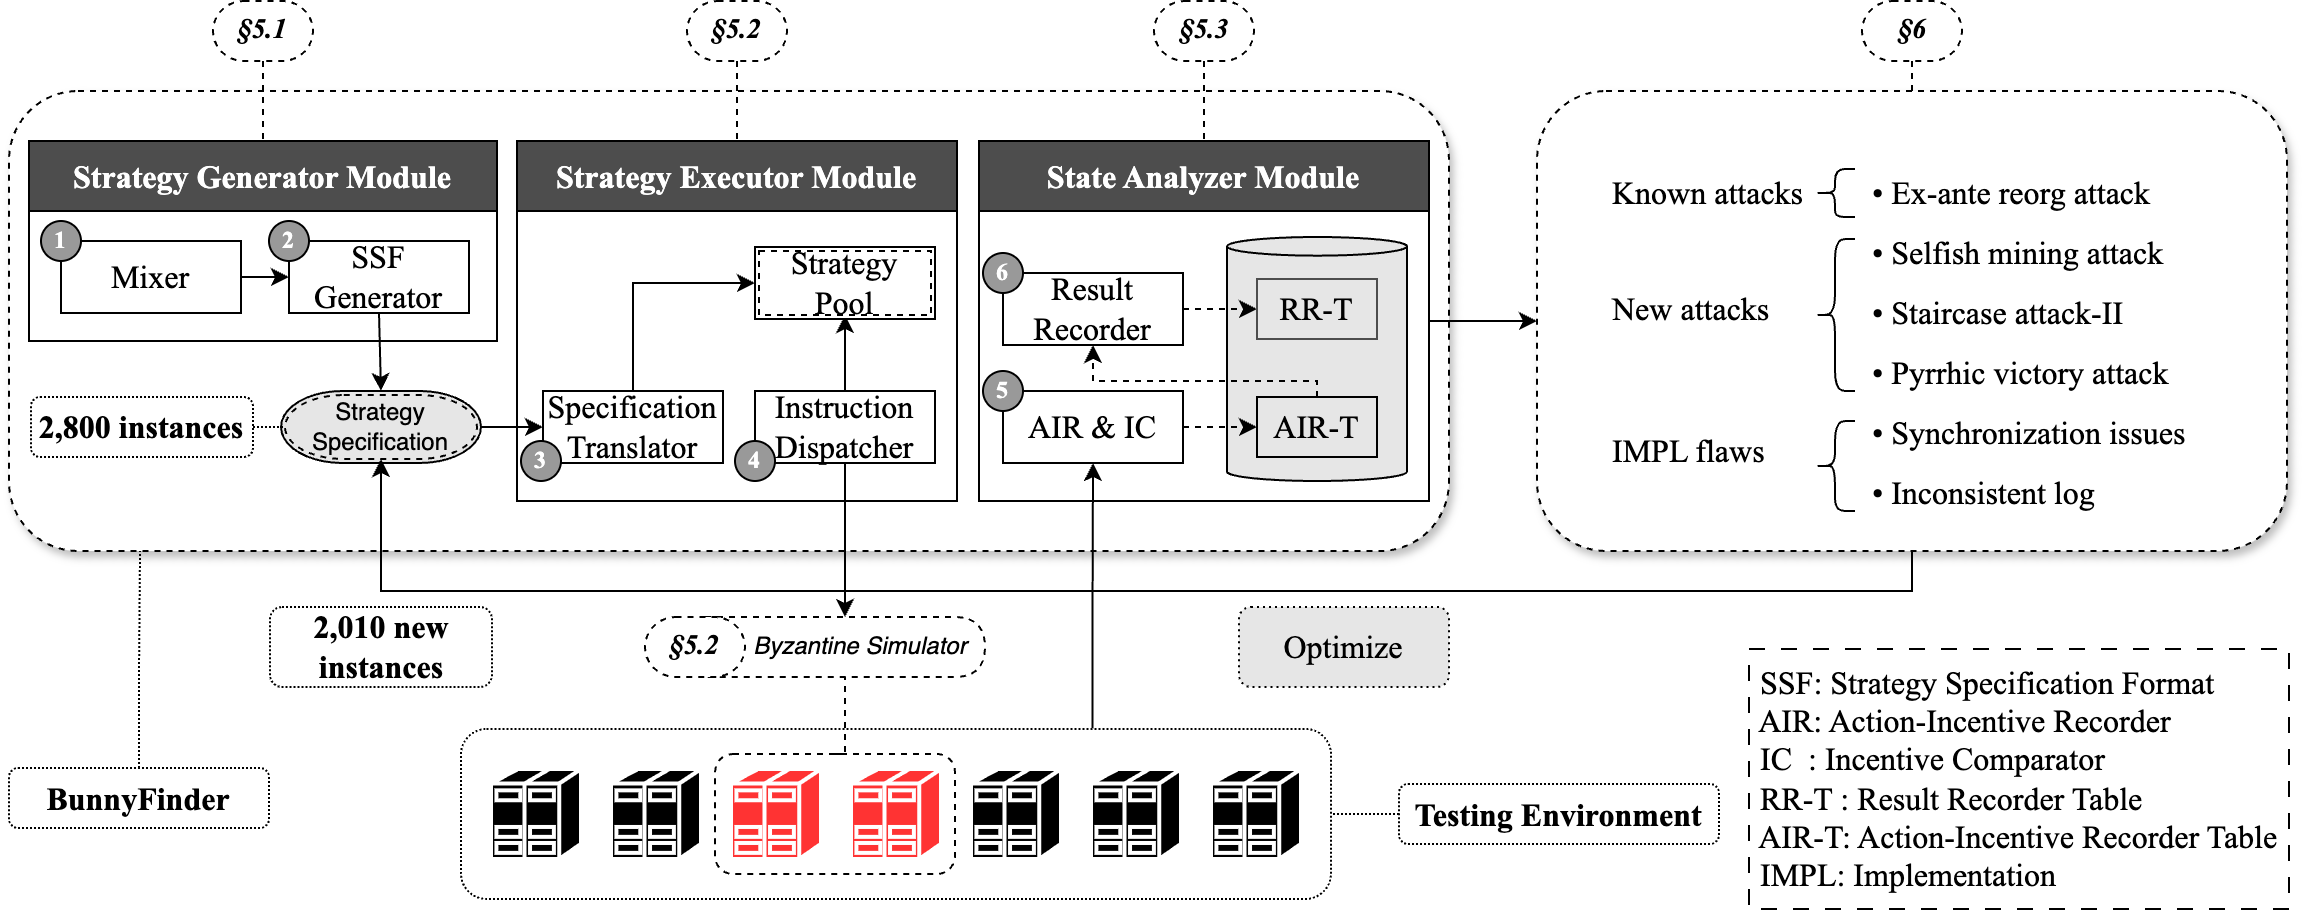 §5.1
§5.2
§5.3
§6
Strategy Generator Module
1
Mixer
2
SSF
Generator
2,800 instances
Strategy
Specification
Strategy Executor Module
Strategy
Pool
Specification
Translator
3
Instruction
Dispatcher
4
State Analyzer Module
6
Result
Recorder
RR-T
5
AIR & IC
AIR-T
Known attacks
• Ex-ante reorg attack
New attacks
• Selfish mining attack
• Staircase attack-II
• Pyrrhic victory attack
IMPL flaws
• Synchronization issues
• Inconsistent log
2,010 new
instances
§5.2 Byzantine Simulator
Optimize
BunnyFinder
Testing Environment
SSF: Strategy Specification Format
AIR: Action-Incentive Recorder
IC : Incentive Comparator
RR-T : Result Recorder Table
AIR-T: Action-Incentive Recorder Table
IMPL: Implementation